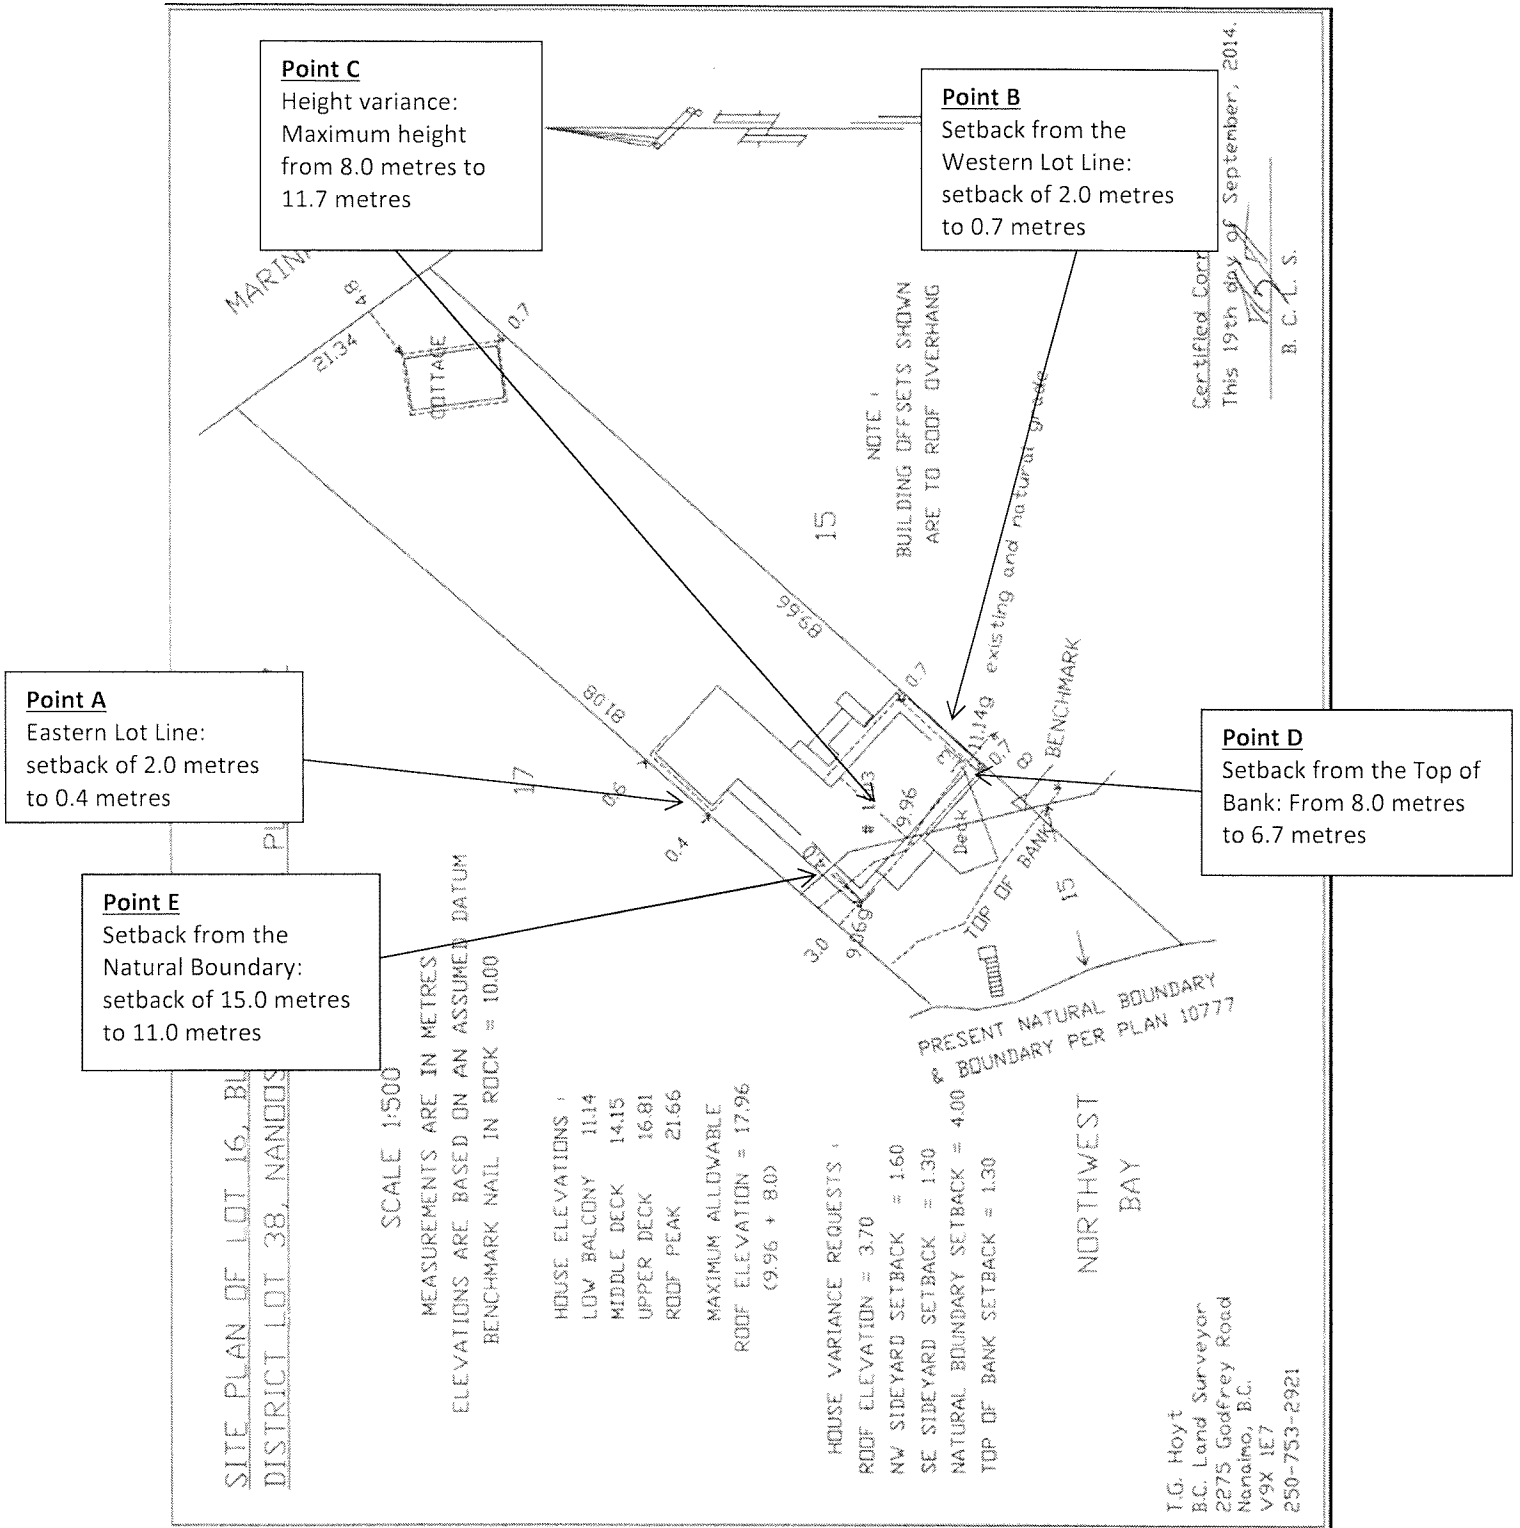 Point C
Height variance:
Maximum height
from 8.0 metres to
11.7 metres
Point B
Setback from the
Western Lot Line:
setback of 2.0 metres
to 0.7 metres
Point A
Eastern Lot Line:
setback of 2.0 metres
to 0.4 metres
Point D
Setback from the Top of
Bank: From 8.0 metres
to 6.7 metres
Point E
Setback from the
Natural Boundary:
setback of 15.0 metres
to 11.0 metres
MARIN
4.8
21.34
COTTAGE
0.7
15
NOTE :
BUILDING OFFSETS SHOWN
ARE TO ROOF OVERHANG
Certified Corr
This 19th day of September, 2014.
B. C. L. S.
89.66
81.08
17
0.6
0.4
0.7
11.14g existing and natural grade
0.7
8
BENCHMARK
9.96
Deck
TOP OF BANK
15
3.0
9.06g
PRESENT NATURAL BOUNDARY
& BOUNDARY PER PLAN 10777
NORTHWEST
BAY
SITE PLAN OF LOT 16, BL
DISTRICT LOT 38, NANOOS
SCALE 1:500
MEASUREMENTS ARE IN METRES
ELEVATIONS ARE BASED ON AN ASSUMED DATUM
BENCHMARK NAIL IN ROCK = 10.00
HOUSE ELEVATIONS :
LOW BALCONY 11.14
MIDDLE DECK 14.15
UPPER DECK 16.81
ROOF PEAK 21.66
MAXIMUM ALLOWABLE
ROOF ELEVATION = 17.96
(9.96 + 8.0)
HOUSE VARIANCE REQUESTS :
ROOF ELEVATION = 3.70
NW SIDEYARD SETBACK = 1.60
SE SIDEYARD SETBACK = 1.30
NATURAL BOUNDARY SETBACK = 4.00
TOP OF BANK SETBACK = 1.30
T.G. Hoyt
B.C. Land Surveyor
2275 Godfrey Road
Nanaimo, B.C.
V9X 1E7
250-753-2921